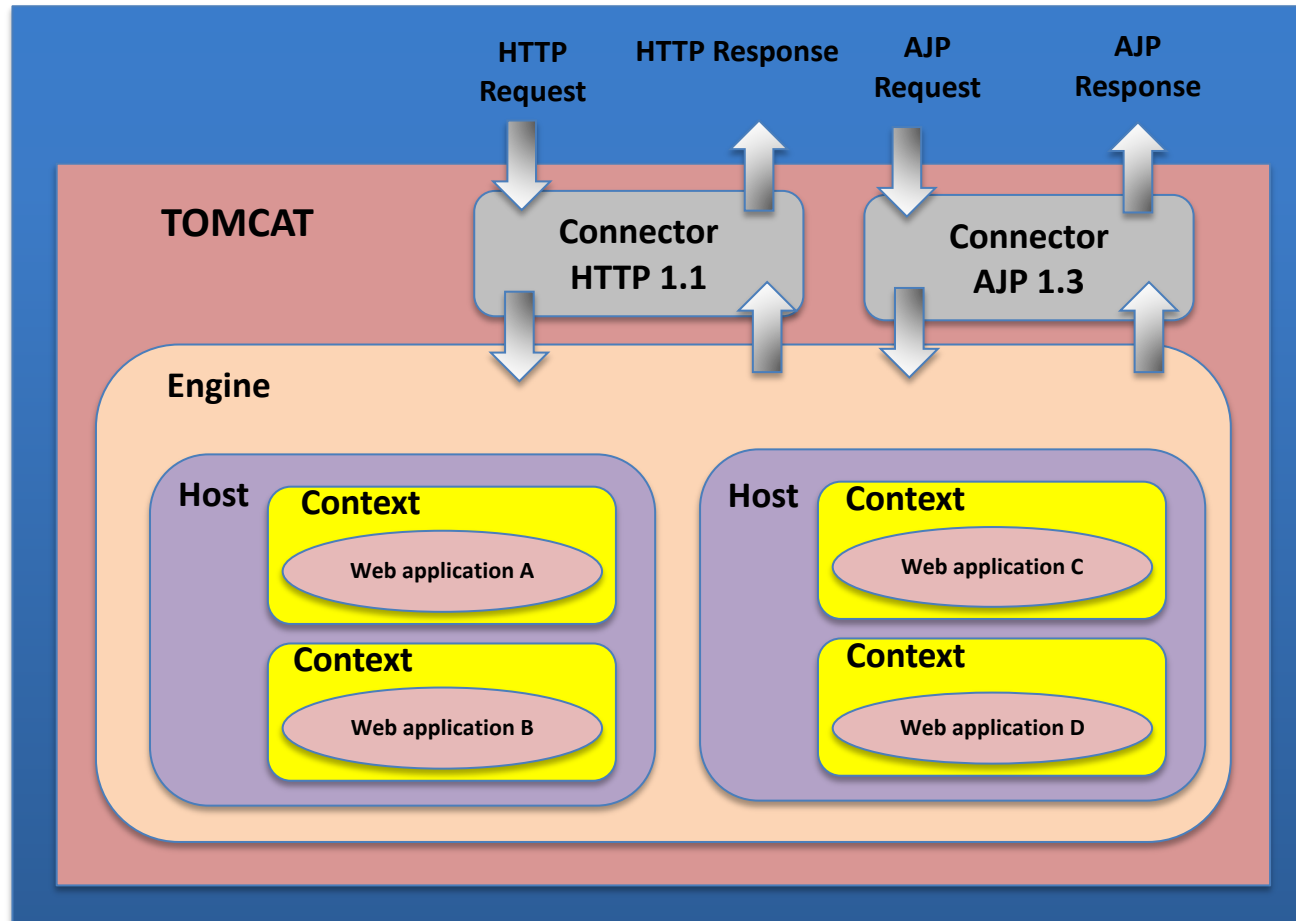 HTTP
Request
HTTP Response
AJP
Request
AJP
Response
TOMCAT
Connector
HTTP 1.1
Connector
AJP 1.3
Engine
Host
Context
Web application A
Context
Web application B
Host
Context
Web application C
Context
Web application D